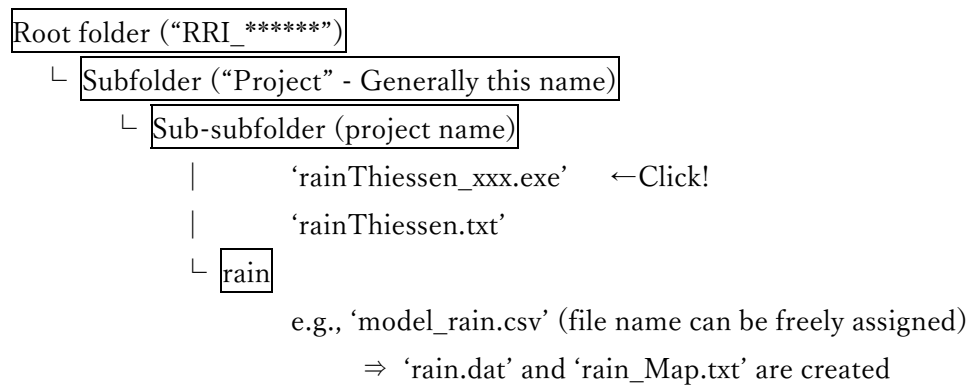 Root folder (“RRI_******”)
└ Subfolder (“Project” - Generally this name)
└ Sub-subfolder (project name)
│ ‘rainThiessen_xxx.exe’ ←Click!
│ ‘rainThiessen.txt’
└ rain
e.g., ‘model_rain.csv’ (file name can be freely assigned)
⇒ ‘rain.dat’ and ‘rain_Map.txt’ are created